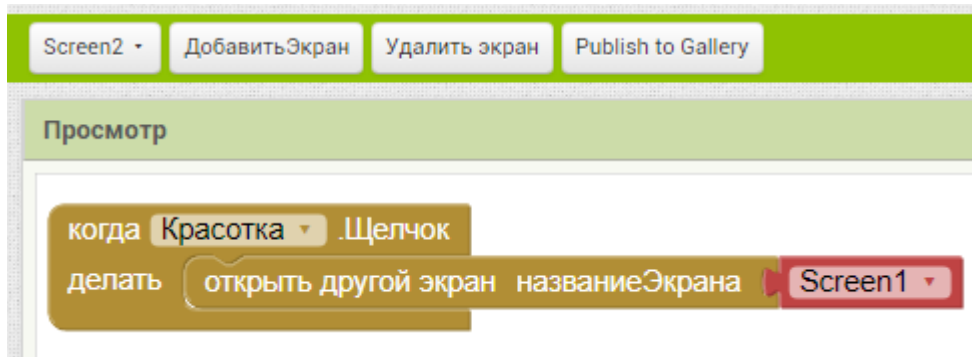 Screen2 ДобавитьЭкран Удалить экран Publish to Gallery
Просмотр
когда Красотка .Щелчок
делать открыть другой экран названиеЭкрана Screen1